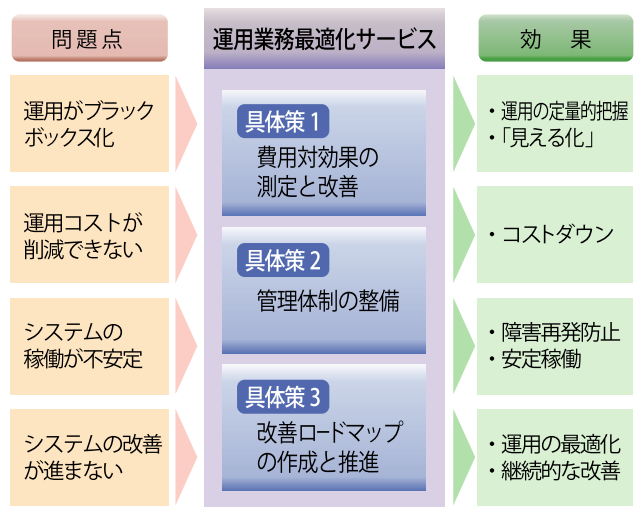 問題点
運用がブラック
ボックス化
運用コストが
削減できない
システムの
稼働が不安定
システムの改善
が進まない
運用業務最適化サービス
具体策 1
費用対効果の
測定と改善
具体策 2
管理体制の整備
具体策 3
改善ロードマップ
の作成と推進
効 果
・運用の定量的把握
・「見える化」
・コストダウン
・障害再発防止
・安定稼働
・運用の最適化
・継続的な改善